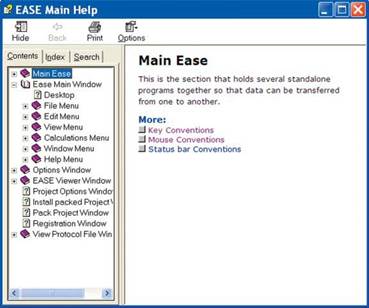 EASE Main Help
Hide Back Print Options
Contents Index Search
Main Ease
Ease Main Window
Desktop
File Menu
Edit Menu
View Menu
Calculations Menu
Window Menu
Help Menu
Options Window
EASE Viewer Window
Project Options Window
Install packed Project
Pack Project Window
Registration Window
View Protocol File Win
Main Ease
This is the section that holds several standalone
programs together so that data can be transferred
from one to another.
More:
Key Conventions
Mouse Conventions
Status bar Conventions